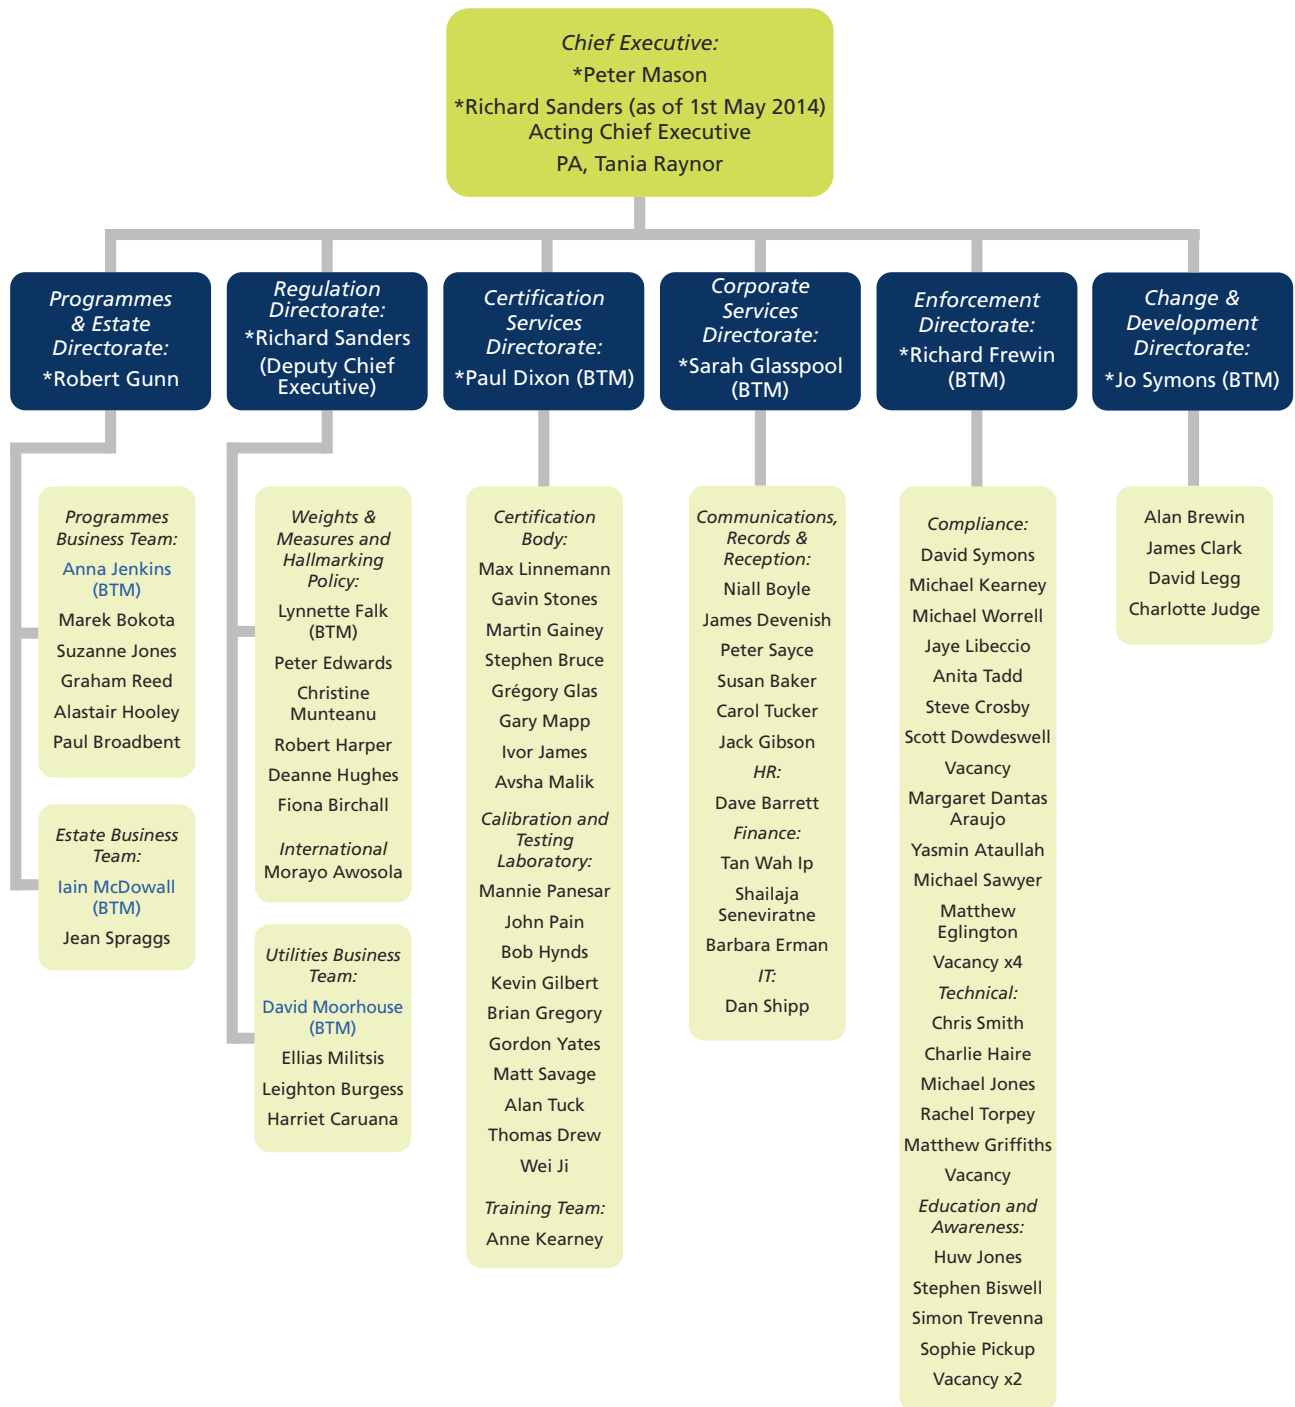 Chief Executive:
*Peter Mason
*Richard Sanders (as of 1st May 2014)
Acting Chief Executive
PA, Tania Raynor
Programmes
& Estate
Directorate:
*Robert Gunn
Regulation
Directorate:
*Richard Sanders
(Deputy Chief
Executive)
Certification
Services
Directorate:
*Paul Dixon (BTM)
Corporate
Services
Directorate:
*Sarah Glasspool
(BTM)
Enforcement
Directorate:
*Richard Frewin
(BTM)
Change &
Development
Directorate:
*Jo Symons (BTM)
Programmes
Business Team:
Anna Jenkins
(BTM)
Marek Bokota
Suzanne Jones
Graham Reed
Alastair Hooley
Paul Broadbent
Estate Business
Team:
Iain McDowall
(BTM)
Jean Spraggs
Weights &
Measures and
Hallmarking
Policy:
Lynnette Falk
(BTM)
Peter Edwards
Christine
Munteanu
Robert Harper
Deanne Hughes
Fiona Birchall
International
Morayo Awosola
Utilities Business
Team:
David Moorhouse
(BTM)
Ellias Militsis
Leighton Burgess
Harriet Caruana
Certification
Body:
Max Linnemann
Gavin Stones
Martin Gainey
Stephen Bruce
Grégory Glas
Gary Mapp
Ivor James
Avsha Malik
Calibration and
Testing
Laboratory:
Mannie Panesar
John Pain
Bob Hynds
Kevin Gilbert
Brian Gregory
Gordon Yates
Matt Savage
Alan Tuck
Thomas Drew
Wei Ji
Training Team:
Anne Kearney
Communications,
Records &
Reception:
Niall Boyle
James Devenish
Peter Sayce
Susan Baker
Carol Tucker
Jack Gibson
HR:
Dave Barrett
Finance:
Tan Wah Ip
Shailaja
Seneviratne
Barbara Erman
IT:
Dan Shipp
Compliance:
David Symons
Michael Kearney
Michael Worrell
Jaye Libeccio
Anita Tadd
Steve Crosby
Scott Dowdeswell
Vacancy
Margaret Dantas
Araujo
Yasmin Ataullah
Michael Sawyer
Matthew
Eglington
Vacancy x4
Technical:
Chris Smith
Charlie Haire
Michael Jones
Rachel Torpey
Matthew Griffiths
Vacancy
Education and
Awareness:
Huw Jones
Stephen Biswell
Simon Trevenna
Sophie Pickup
Vacancy x2
Alan Brewin
James Clark
David Legg
Charlotte Judge